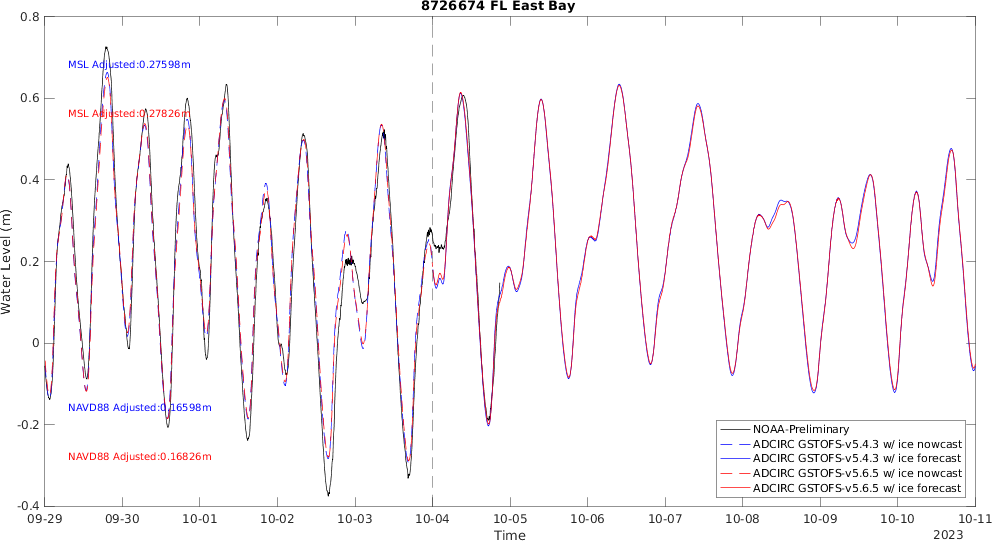 8726674 FL East Bay
0.8
0.6
0.4
0.2
0
-0.2
-0.4
Water Level (m)
MSL Adjusted:0.27598m
MSL Adjusted:0.27826m
NAVD88 Adjusted:0.16598m
NAVD88 Adjusted:0.16826m
NOAA-Preliminary
ADCIRC GSTOFS-v5.4.3 w/ ice nowcast
ADCIRC GSTOFS-v5.4.3 w/ ice forecast
ADCIRC GSTOFS-v5.6.5 w/ ice nowcast
ADCIRC GSTOFS-v5.6.5 w/ ice forecast
09-29 09-30 10-01 10-02 10-03 10-04 10-05 10-06 10-07 10-08 10-09 10-10 10-11
Time
2023